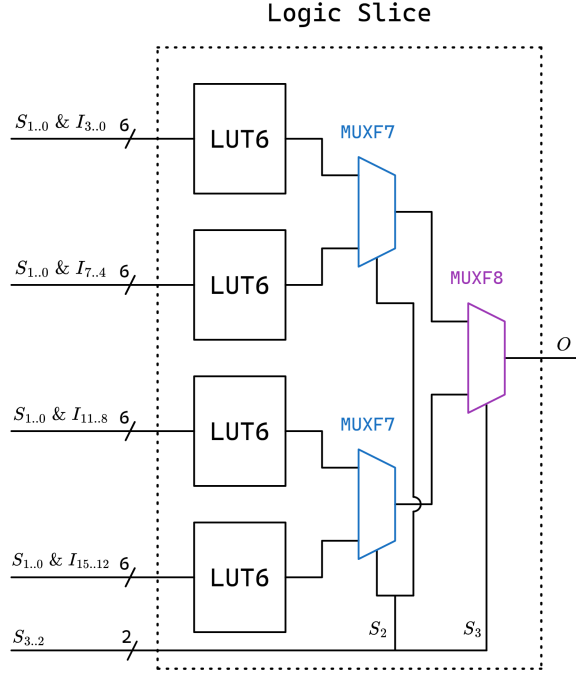 Logic Slice
S₁..₀ & I₃..₀ 6
LUT6
MUXF7
S₁..₀ & I₇..₄ 6
LUT6
MUXF8
O
S₁..₀ & I₁₁..₈ 6
LUT6
MUXF7
S₁..₀ & I₁₅..₁₂ 6
LUT6
S₃..₂ 2
S₂
S₃